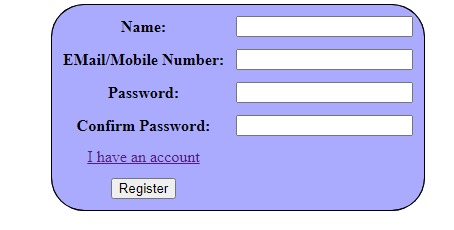 Name:
EMail/Mobile Number:
Password:
Confirm Password:
I have an account
Register